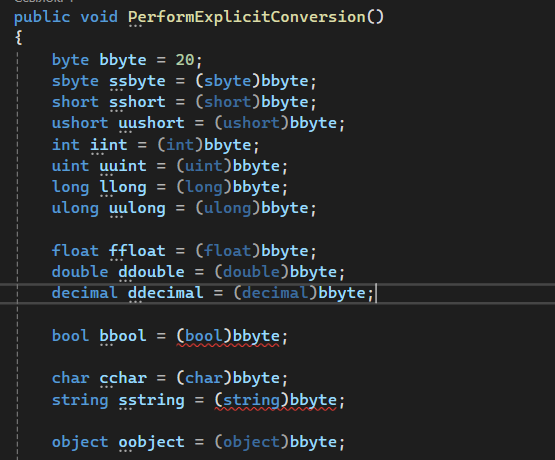 public void PerformExplicitConversion()
{
byte bbyte = 20;
sbyte ssbyte = (sbyte)bbyte;
short sshort = (short)bbyte;
ushort uushort = (ushort)bbyte;
int iint = (int)bbyte;
uint uuint = (uint)bbyte;
long llong = (long)bbyte;
ulong uulong = (ulong)bbyte;
float ffloat = (float)bbyte;
double ddouble = (double)bbyte;
decimal ddecimal = (decimal)bbyte;
bool bbool = (bool)bbyte;
char cchar = (char)bbyte;
string sstring = (string)bbyte;
object oobject = (object)bbyte;